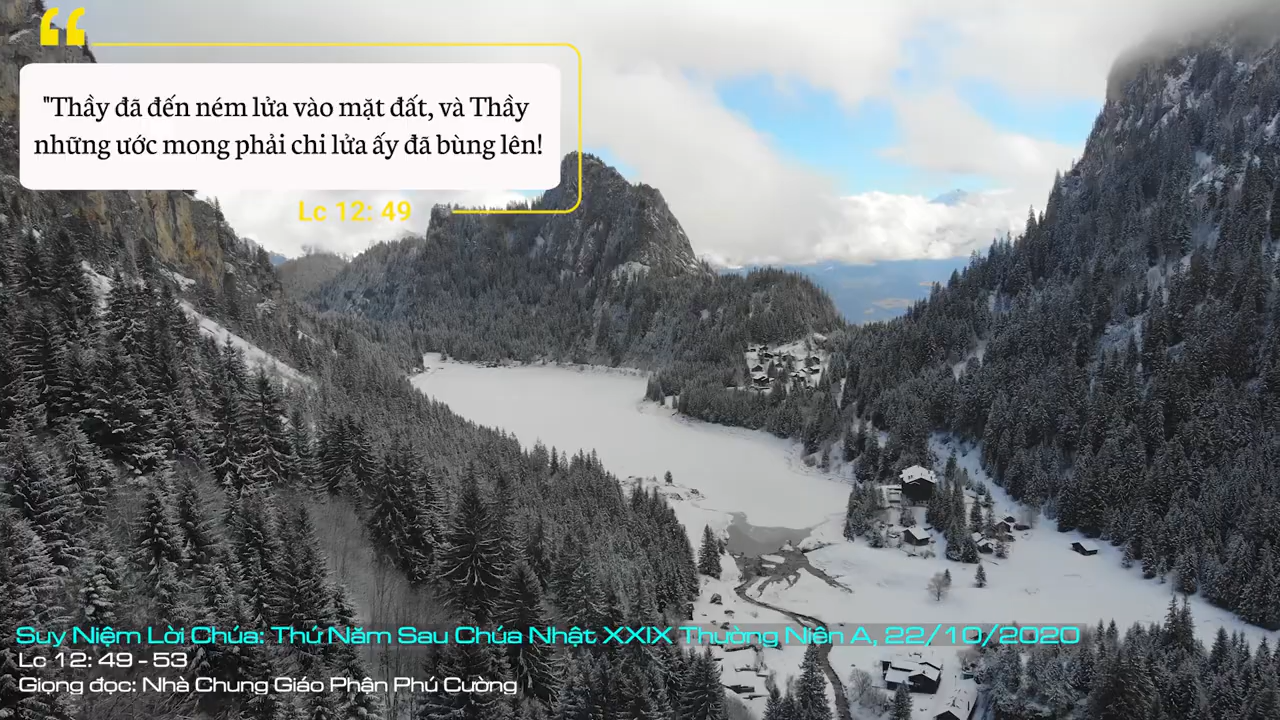 "Thầy đã đến ném lửa vào mặt đất, và Thầy
những ước mong phải chi lửa ấy đã bùng lên!
Lc 12: 49
Suy Niệm Lời Chúa: Thứ Năm Sau Chúa Nhật XXIX Thường Niên A, 22/10/2020
Lc 12: 49 - 53
Giọng đọc: Nhà Chung Giáo Phận Phú Cường